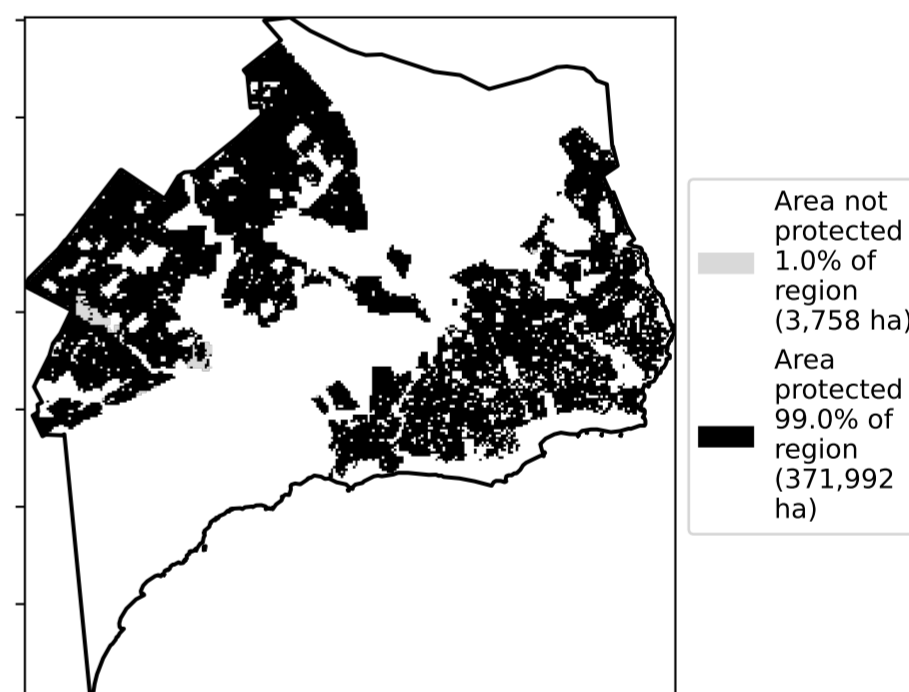 Area not
protected
1.0% of
region
(3,758 ha)
Area
protected
99.0% of
region
(371,992
ha)